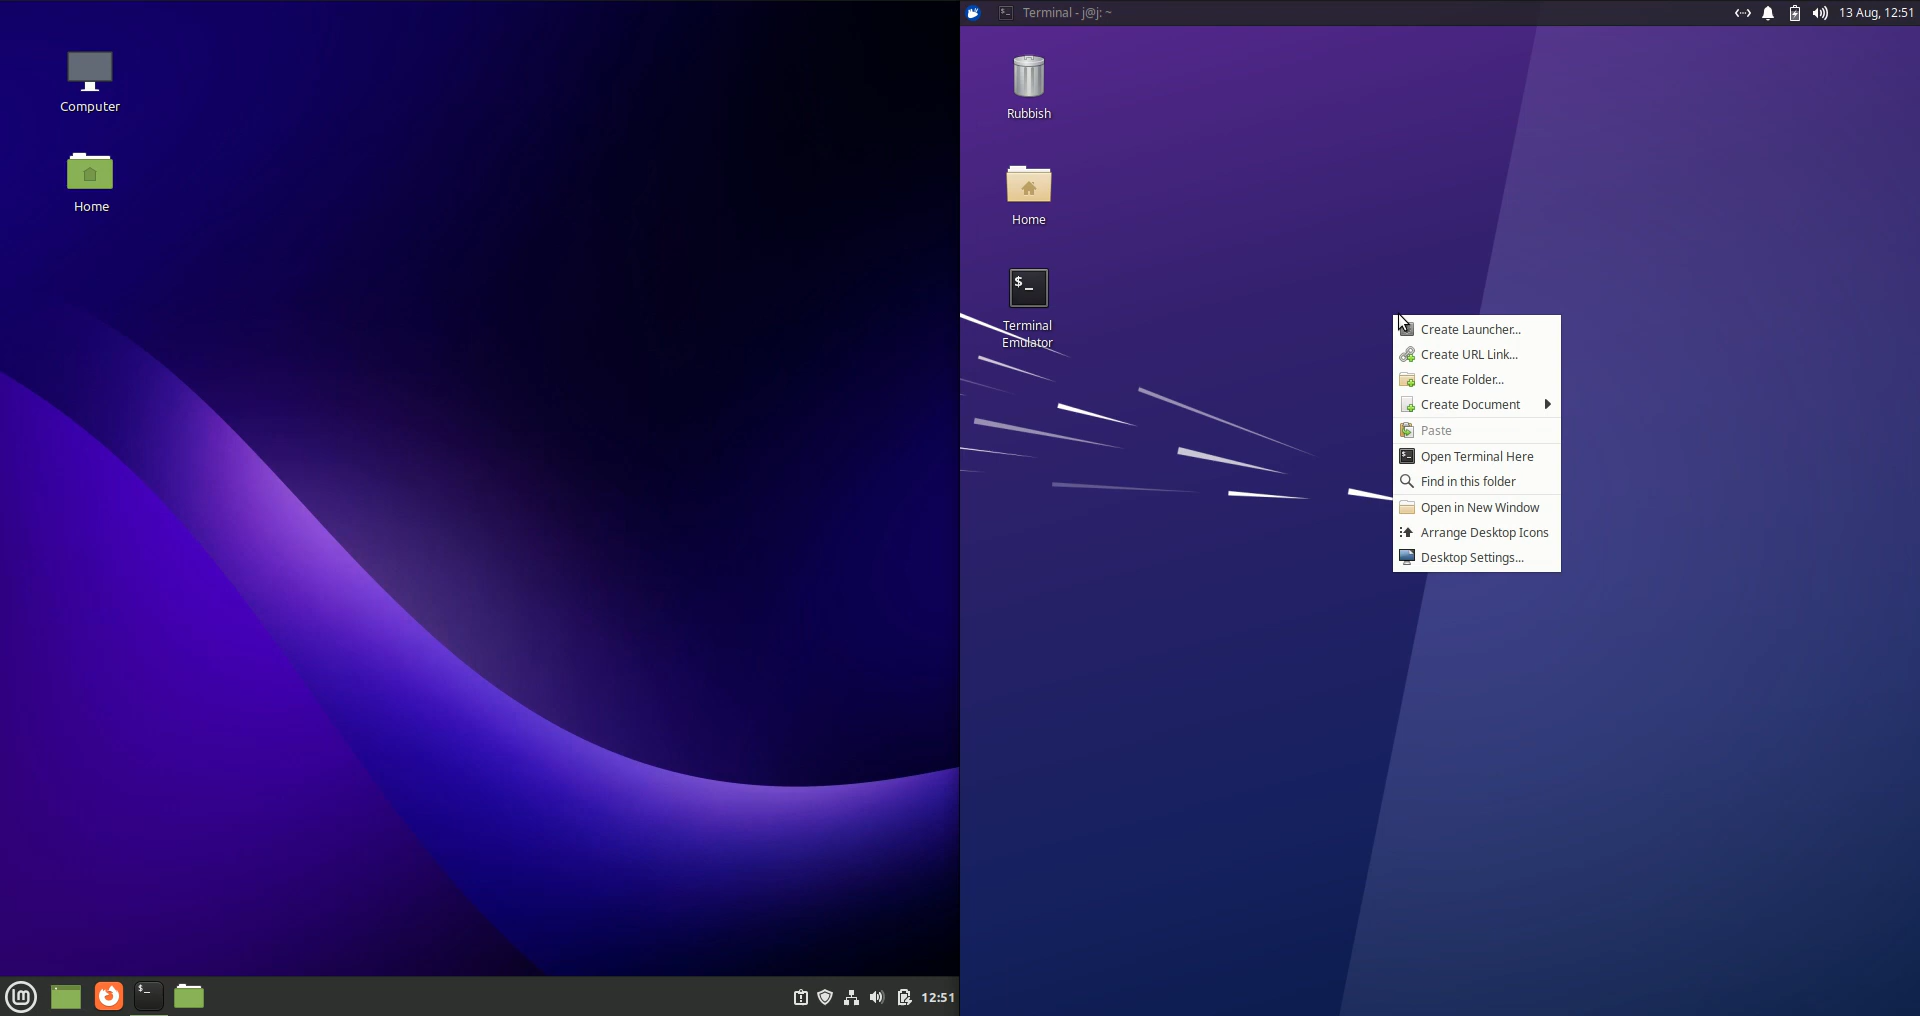 Computer
Home
12:51
Terminal - j@j: ~
13 Aug, 12:51
Rubbish
Home
$_
Terminal
Emulator
Create Launcher...
Create URL Link...
Create Folder...
Create Document
Paste
Open Terminal Here
Find in this folder
Open in New Window
Arrange Desktop Icons
Desktop Settings...